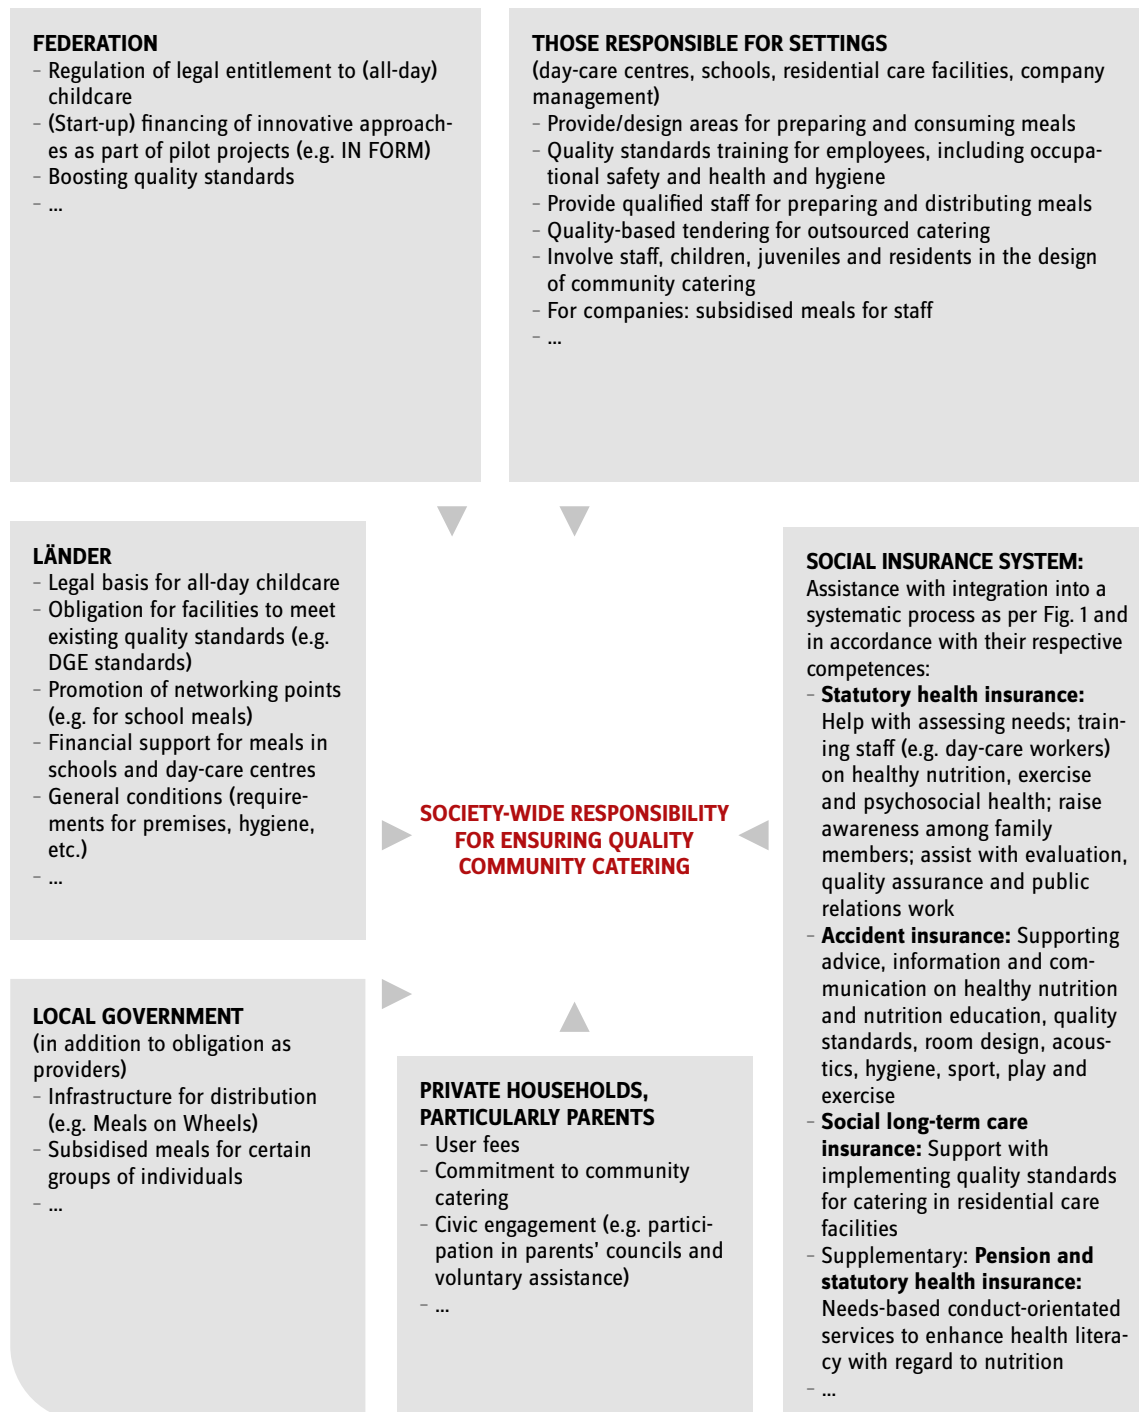 FEDERATION
- Regulation of legal entitlement to (all-day)
childcare
- (Start-up) financing of innovative approach-
es as part of pilot projects (e.g. IN FORM)
- Boosting quality standards
- ...
THOSE RESPONSIBLE FOR SETTINGS
(day-care centres, schools, residential care facilities, company
management)
- Provide/design areas for preparing and consuming meals
- Quality standards training for employees, including occupa-
tional safety and health and hygiene
- Provide qualified staff for preparing and distributing meals
- Quality-based tendering for outsourced catering
- Involve staff, children, juveniles and residents in the design
of community catering
- For companies: subsidised meals for staff
- ...
LÄNDER
- Legal basis for all-day childcare
- Obligation for facilities to meet
existing quality standards (e.g.
DGE standards)
- Promotion of networking points
(e.g. for school meals)
- Financial support for meals in
schools and day-care centres
- General conditions (require-
ments for premises, hygiene,
etc.)
- ...
SOCIETY-WIDE RESPONSIBILITY
FOR ENSURING QUALITY
COMMUNITY CATERING
SOCIAL INSURANCE SYSTEM:
Assistance with integration into a
systematic process as per Fig. 1 and
in accordance with their respective
competences:
- Statutory health insurance:
Help with assessing needs; train-
ing staff (e.g. day-care workers)
on healthy nutrition, exercise
and psychosocial health; raise
awareness among family
members; assist with evaluation,
quality assurance and public
relations work
- Accident insurance: Supporting
advice, information and com-
munication on healthy nutrition
and nutrition education, quality
standards, room design, acous-
tics, hygiene, sport, play and
exercise
- Social long-term care
insurance: Support with
implementing quality standards
for catering in residential care
facilities
- Supplementary: Pension and
statutory health insurance:
Needs-based conduct-orientated
services to enhance health litera-
cy with regard to nutrition
- ...
LOCAL GOVERNMENT
(in addition to obligation as
providers)
- Infrastructure for distribution
(e.g. Meals on Wheels)
- Subsidised meals for certain
groups of individuals
- ...
PRIVATE HOUSEHOLDS,
PARTICULARLY PARENTS
- User fees
- Commitment to community
catering
- Civic engagement (e.g. partici-
pation in parents' councils and
voluntary assistance)
- ...